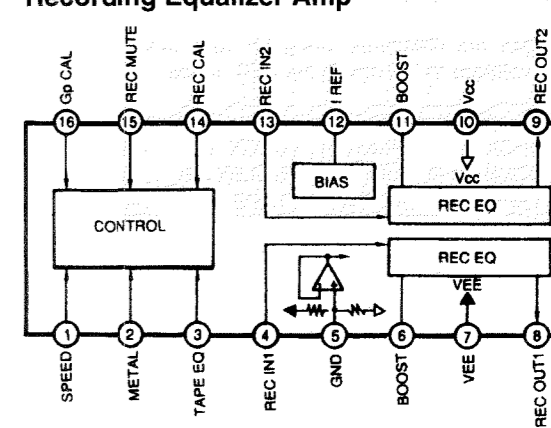 Recording Equalizer Amp
Gp CAL
REC MUTE
REC CAL
REC IN2
I REF
BOOST
Vcc
REC OUT2
16
15
14
13
12
11
10
9
Vcc
BIAS
REC EQ
CONTROL
REC EQ
VEE
1
2
3
4
5
6
7
8
SPEED
METAL
TAPE EQ
REC IN1
GND
BOOST
VEE
REC OUT1